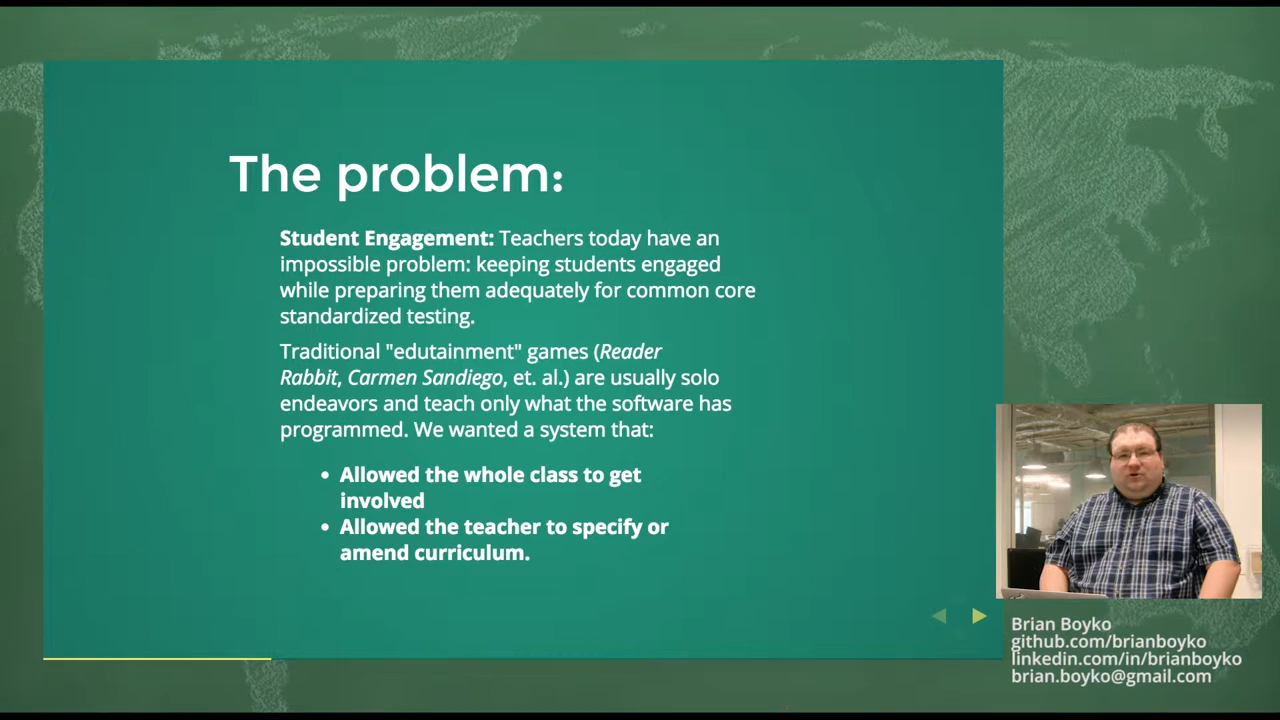 The problem:
Student Engagement: Teachers today have an
impossible problem: keeping students engaged
while preparing them adequately for common core
standardized testing.
Traditional "edutainment" games (Reader
Rabbit, Carmen Sandiego, et. al.) are usually solo
endeavors and teach only what the software has
programmed. We wanted a system that:
• Allowed the whole class to get
involved
• Allowed the teacher to specify or
amend curriculum.
Brian Boyko
github.com/brianboyko
linkedin.com/in/brianboyko
brian.boyko@gmail.com